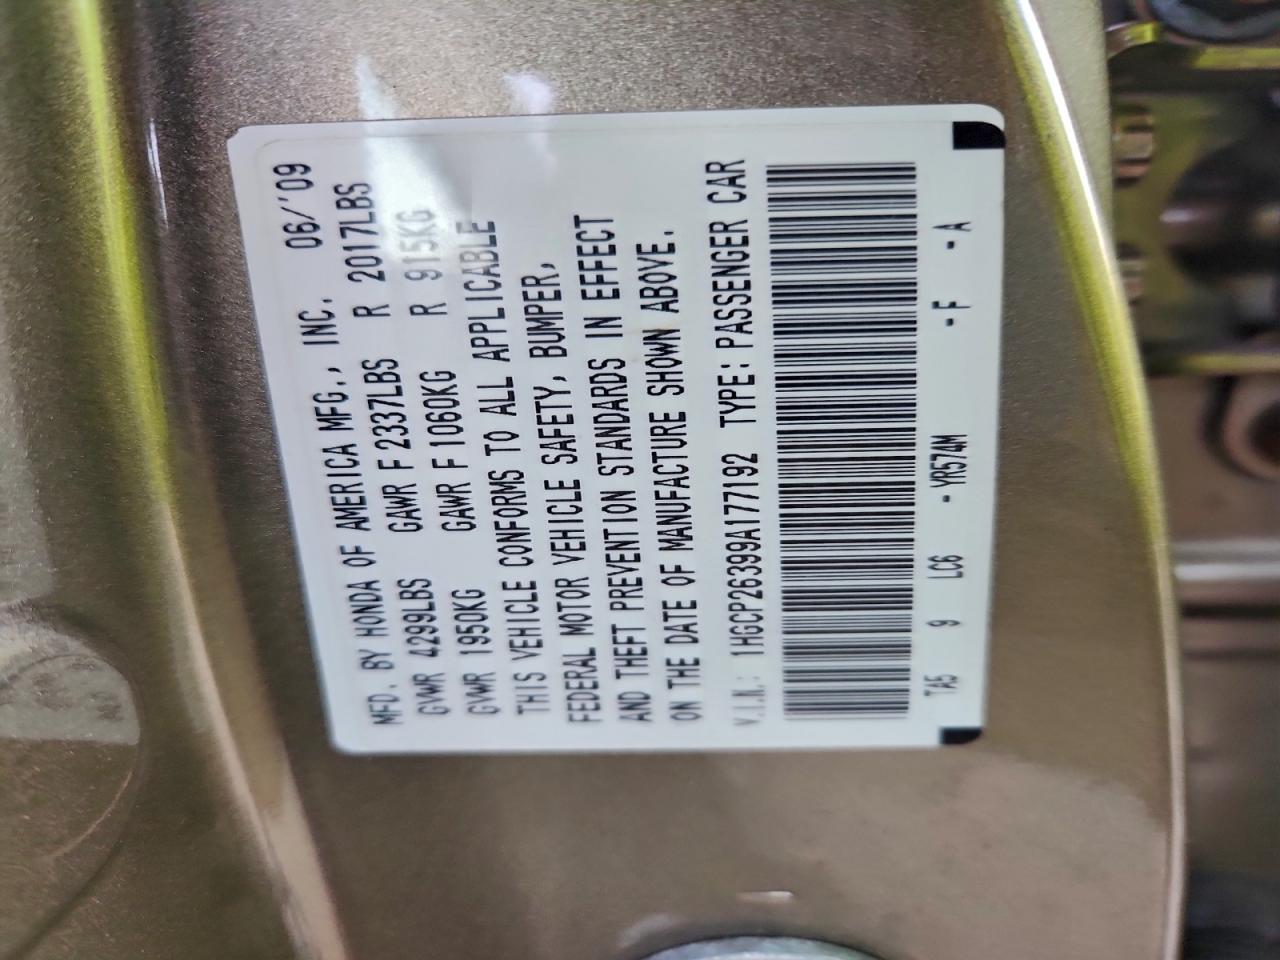 MFD. BY HONDA OF AMERICA MFG., INC. 06/'09
GVWR 4299LBS GAWR F 2337LBS R 2017LBS
GVWR 1950KG GAWR F 1060KG R 915KG
THIS VEHICLE CONFORMS TO ALL APPLICABLE
FEDERAL MOTOR VEHICLE SAFETY, BUMPER,
AND THEFT PREVENTION STANDARDS IN EFFECT
ON THE DATE OF MANUFACTURE SHOWN ABOVE.
V.I.N.: 1HGCP26399A177192 TYPE: PASSENGER CAR
TA5 9 LC6 -YR574M -F -A